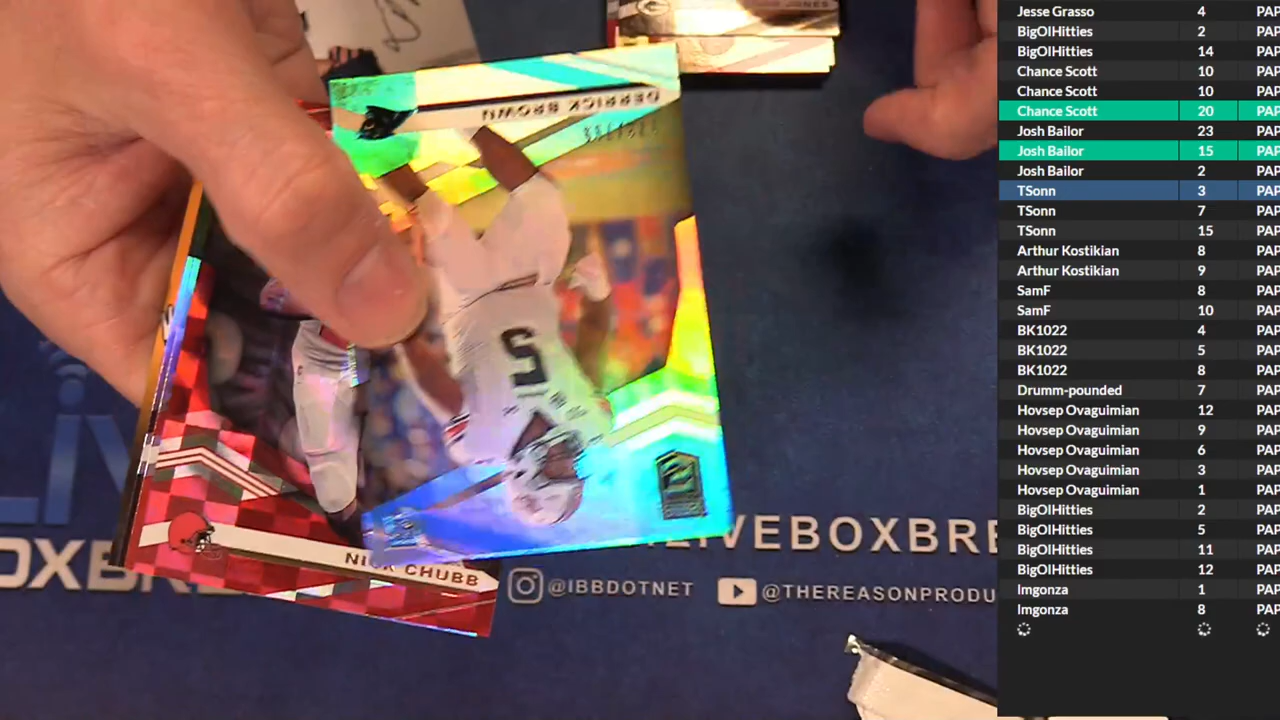 JONES
DERRICK BROWN
5
NICK CHUBB
LIVEBOXBRE
OXB
@IBBDOTNET
@THEREASONPRODU
Jesse Grasso 4 PAP
BigOlHitties 2 PAP
BigOlHitties 14 PAP
Chance Scott 10 PAP
Chance Scott 10 PAP
Chance Scott 20 PAP
Josh Bailor 23 PAP
Josh Bailor 15 PAP
Josh Bailor 2 PAP
TSonn 3 PAP
TSonn 7 PAP
TSonn 15 PAP
Arthur Kostikian 8 PAP
Arthur Kostikian 9 PAP
SamF 8 PAP
SamF 10 PAP
BK1022 4 PAP
BK1022 5 PAP
BK1022 8 PAP
Drumm-pounded 7 PAP
Hovsep Ovaguimian 12 PAP
Hovsep Ovaguimian 9 PAP
Hovsep Ovaguimian 6 PAP
Hovsep Ovaguimian 3 PAP
Hovsep Ovaguimian 1 PAP
BigOlHitties 2 PAP
BigOlHitties 5 PAP
BigOlHitties 11 PAP
BigOlHitties 12 PAP
Imgonza 1 PAP
Imgonza 8 PAP